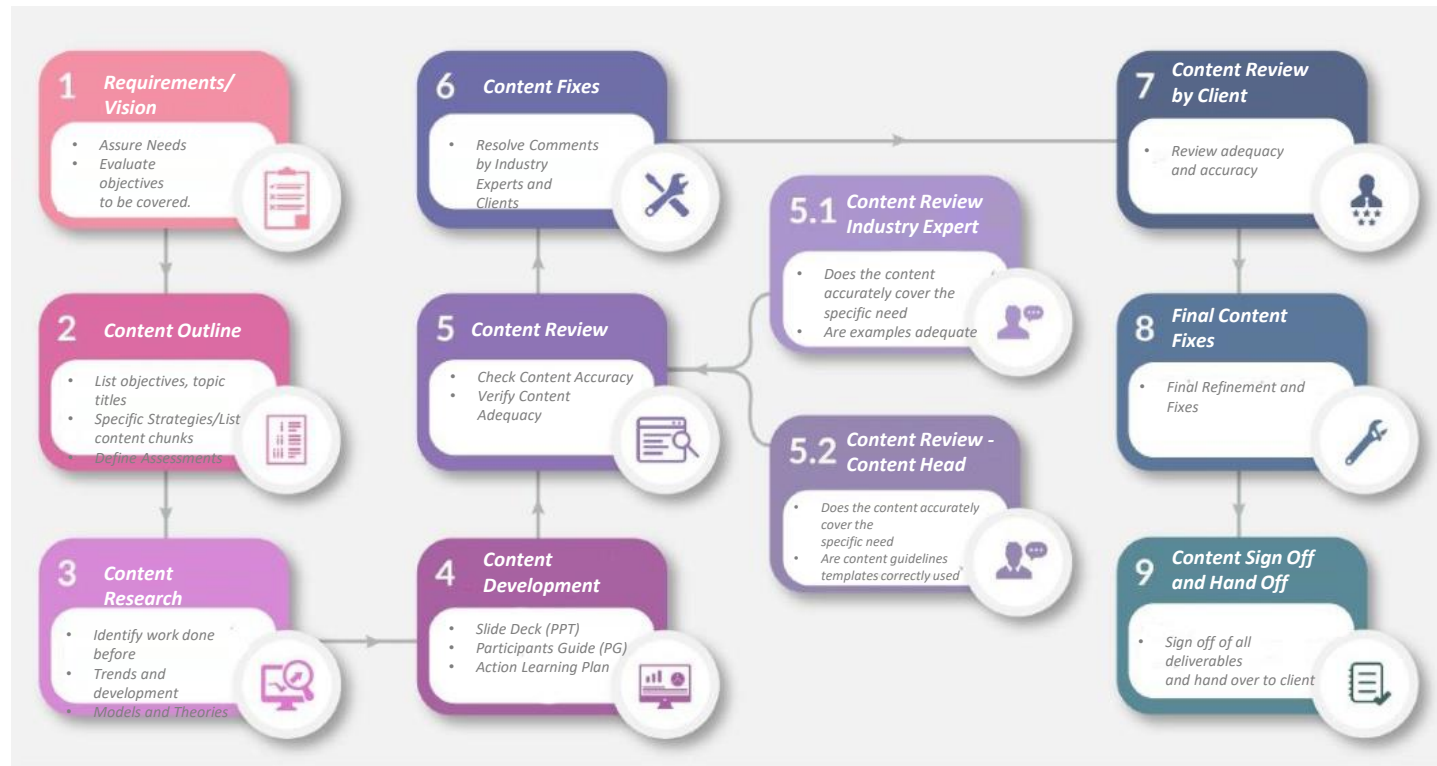 1 Requirements/
Vision
• Assure Needs
• Evaluate
objectives
to be covered.
2 Content Outline
• List objectives, topic
titles
• Specific Strategies/List
content chunks
• Define Assessments
3 Content
Research
• Identify work done
before
• Trends and
development
• Models and Theories
4 Content
Development
• Slide Deck (PPT)
• Participants Guide (PG)
• Action Learning Plan
5 Content Review
• Check Content Accuracy
• Verify Content
Adequacy
5.1 Content Review
Industry Expert
• Does the content
accurately cover the
specific need
• Are examples adequate
5.2 Content Review -
Content Head
• Does the content accurately
cover the
specific need
• Are content guidelines
templates correctly used
6 Content Fixes
• Resolve Comments
by Industry
Experts and
Clients
7 Content Review
by Client
• Review adequacy
and accuracy
8 Final Content
Fixes
• Final Refinement and
Fixes
9 Content Sign Off
and Hand Off
• Sign off of all
deliverables
and hand over to client